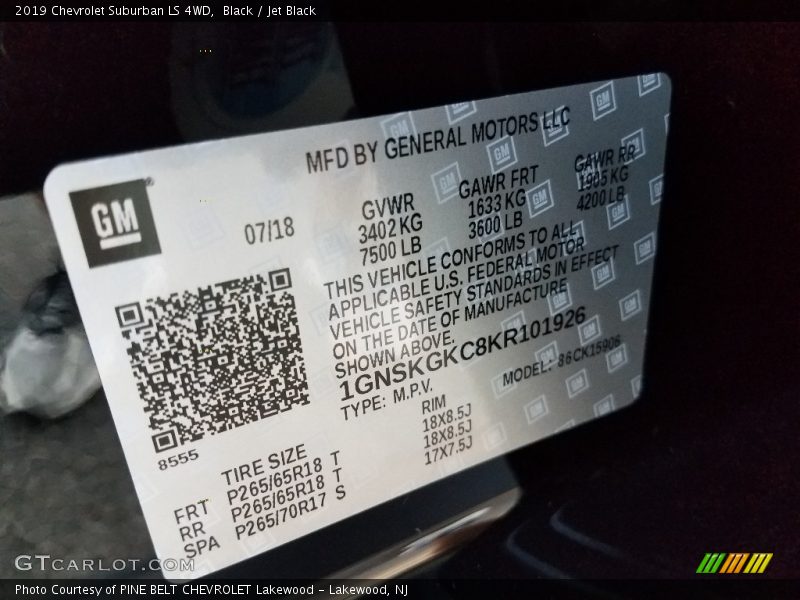 2019 Chevrolet Suburban LS 4WD,  Black / Jet Black
MFD BY GENERAL MOTORS LLC
GM ®
07/18
GVWR
3402 KG
7500 LB
GAWR FRT
1633 KG
3600 LB
GAWR RR
1905 KG
4200 LB
THIS VEHICLE CONFORMS TO ALL
APPLICABLE U.S. FEDERAL MOTOR
VEHICLE SAFETY STANDARDS IN EFFECT
ON THE DATE OF MANUFACTURE
SHOWN ABOVE.
1GNSKGKC8KR101926
TYPE: M.P.V.
MODEL: 86CK15906
8555
TIRE SIZE
RIM
FRT P265/65R18 T 18X8.5J
RR P265/65R18 T 18X8.5J
SPA P265/70R17 S 17X7.5J
GTCARLOT.COM
Photo Courtesy of PINE BELT CHEVROLET Lakewood - Lakewood, NJ